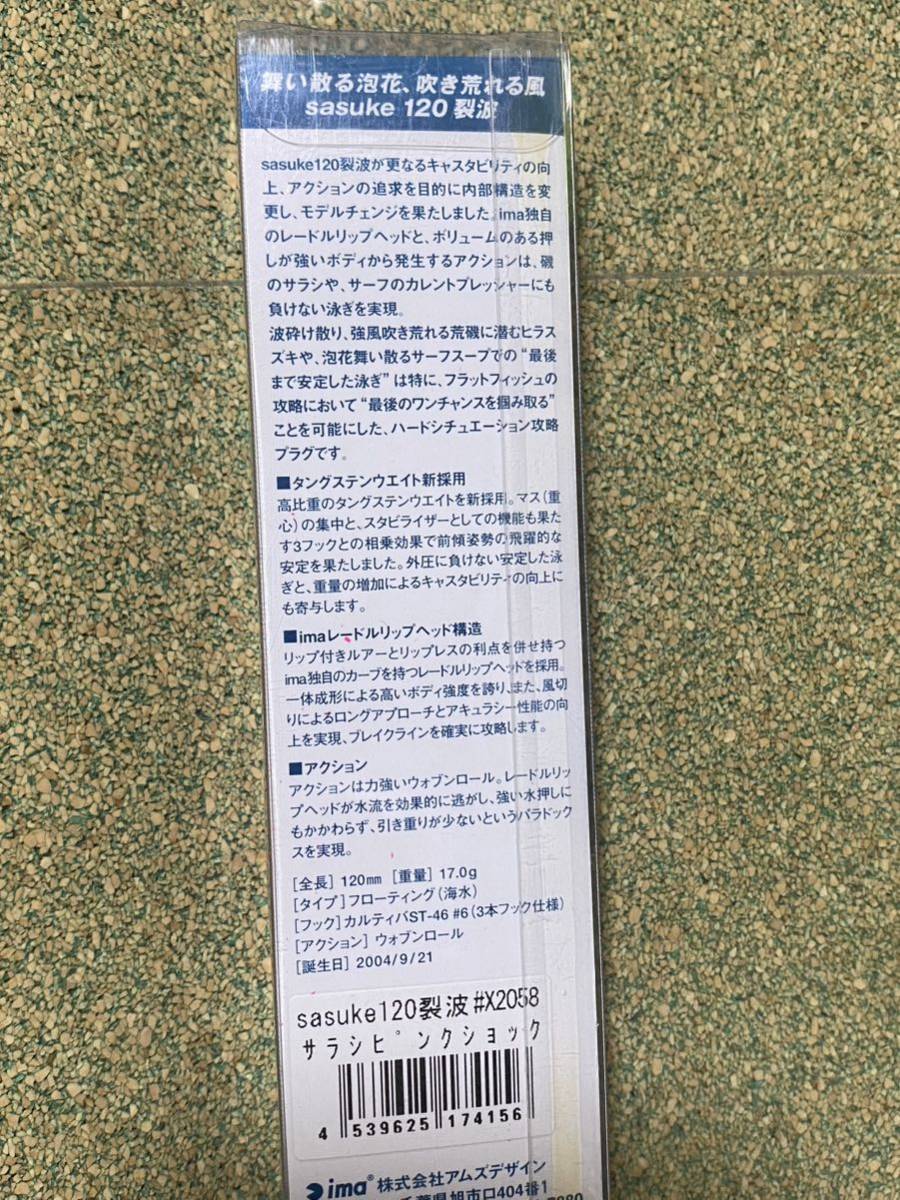 舞い散る泡花、吹き荒れる風
sasuke 120 裂波
sasuke120裂波が更なるキャスタビリティの向
上、アクションの追求を目的に内部構造を変
更し、モデルチェンジを果たしました。ima独自
のレードルリップヘッドと、ボリュームのある押
しが強いボディから発生するアクションは、磯
のサラシや、サーフのカレントプレッシャーにも
負けない泳ぎを実現。
波砕け散り、強風吹き荒れる荒磯に潜むヒラス
ズキや、泡花舞い散るサーフスープでの“最後
まで安定した泳ぎ”は特に、フラットフィッシュの
攻略において“最後のワンチャンスを掴み取る”
ことを可能にした、ハードシチュエーション攻略
プラグです。
■タングステンウエイト新採用
高比重のタングステンウエイトを新採用。マス（重
心）の集中と、スタビライザーとしての機能も果た
す3フックとの相乗効果で前傾姿勢の飛躍的な
安定を果たしました。外圧に負けない安定した泳
ぎと、重量の増加によるキャスタビリティの向上に
も寄与します。
■imaレードルリップヘッド構造
リップ付きルアーとリップレスの利点を併せ持つ
ima独自のカーブを持つレードルリップヘッドを採用。
一体成形による高いボディ強度を誇り、また、風切
りによるロングアプローチとアキュラシー性能の向
上を実現、ブレイクラインを確実に攻略します。
■アクション
アクションは力強いウォブンロール。レードルリッ
プヘッドが水流を効果的に逃がし、強い水押しに
もかかわらず、引き重りが少ないというパラドック
スを実現。
［全長］120mm［重量］17.0g
［タイプ］フローティング（海水）
［フック］カルティバST-46 #6（3本フック仕様）
［アクション］ウォブンロール
［誕生日］2004/9/21
sasuke120裂波#X2058
サラシピンクショック
4 539625 174156
ima® 株式会社アムズデザイン
千葉県旭市口404番1